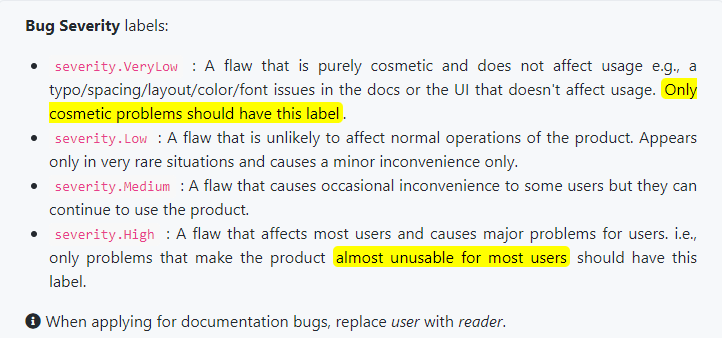 Bug Severity labels:
• severity.VeryLow : A flaw that is purely cosmetic and does not affect usage e.g., a
typo/spacing/layout/color/font issues in the docs or the UI that doesn't affect usage. Only
cosmetic problems should have this label.
• severity.Low : A flaw that is unlikely to affect normal operations of the product. Appears
only in very rare situations and causes a minor inconvenience only.
• severity.Medium : A flaw that causes occasional inconvenience to some users but they can
continue to use the product.
• severity.High : A flaw that affects most users and causes major problems for users. i.e.,
only problems that make the product almost unusable for most users should have this
label.
When applying for documentation bugs, replace user with reader.